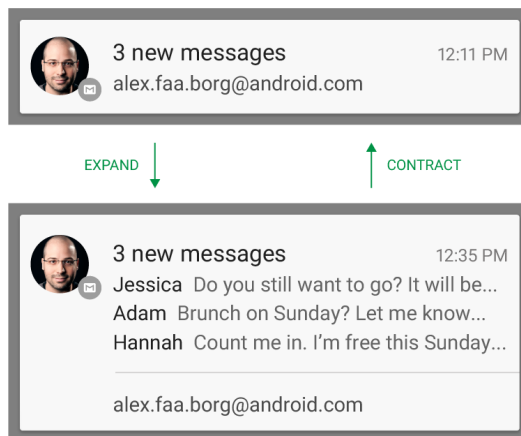 3 new messages 12:11 PM
alex.faa.borg@android.com
EXPAND CONTRACT
3 new messages 12:35 PM
Jessica Do you still want to go? It will be...
Adam Brunch on Sunday? Let me know...
Hannah Count me in. I'm free this Sunday...
alex.faa.borg@android.com